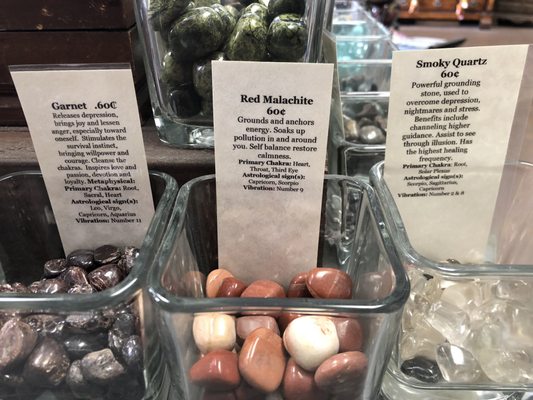 Garnet .60¢
Releases depression,
brings joy and lessen
anger, especially toward
oneself. Stimulates the
survival instinct,
bringing willpower and
courage. Cleanse the
chakras. Inpires love and
passion, devotion and
loyalty. Metaphysical:
Primary Chakra: Root,
Sacral, Heart
Astrological sign(s):
Leo, Virgo,
Capricorn, Aquarius
Vibration: Number 11
Red Malachite
60¢
Grounds and anchors
energy. Soaks up
pollution in and around
you. Self balance restore
calmness.
Primary Chakra: Heart,
Throat, Third Eye
Astrological sign(s):
Capricorn, Scorpio
Vibration: Number 9
Smoky Quartz
60¢
Powerful grounding
stone, used to
overcome depression,
nightmares and stress.
Benefits include
channeling higher
guidance. Assist to see
through illusion. Has
the highest healing
frequency.
Primary Chakra: Root,
Solar Plexus
Astrological sign(s):
Scorpio, Sagittarius,
Capricorn
Vibration: Number 2 & 8